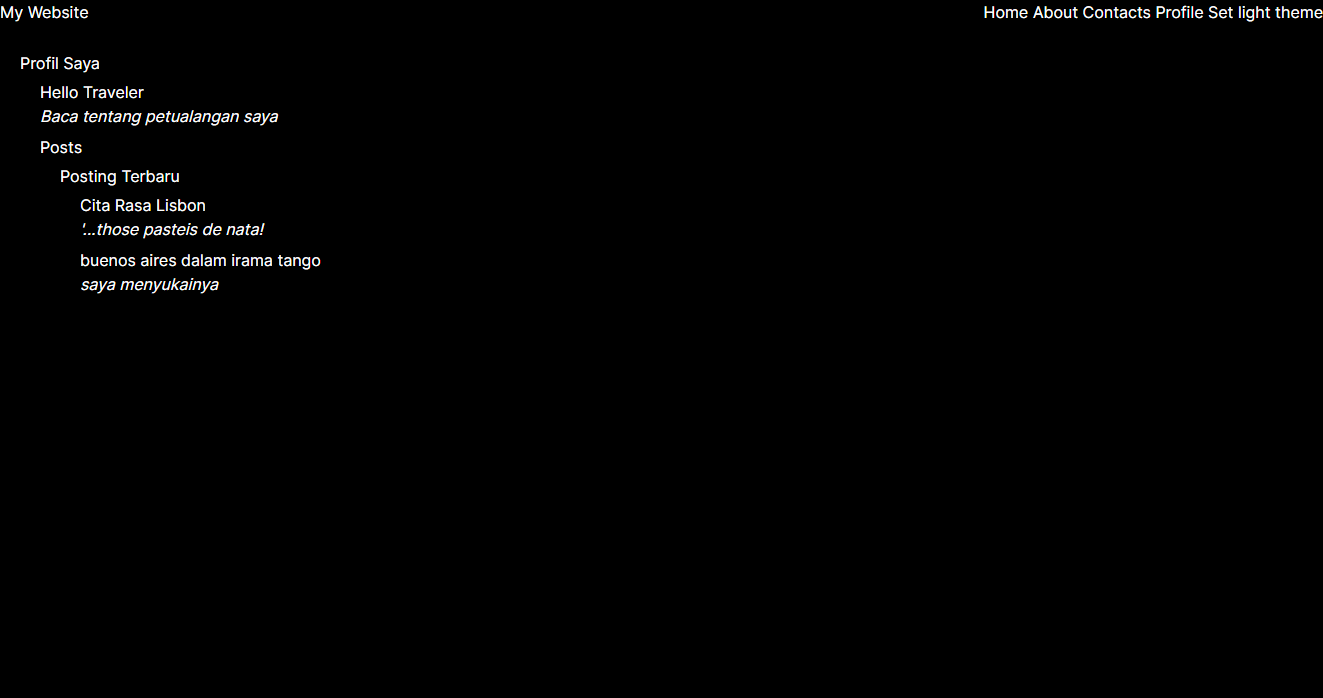 My Website
Home About Contacts Profile Set light theme
Profil Saya
Hello Traveler
Baca tentang petualangan saya
Posts
Posting Terbaru
Cita Rasa Lisbon
'...those pasteis de nata!
buenos aires dalam irama tango
saya menyukainya